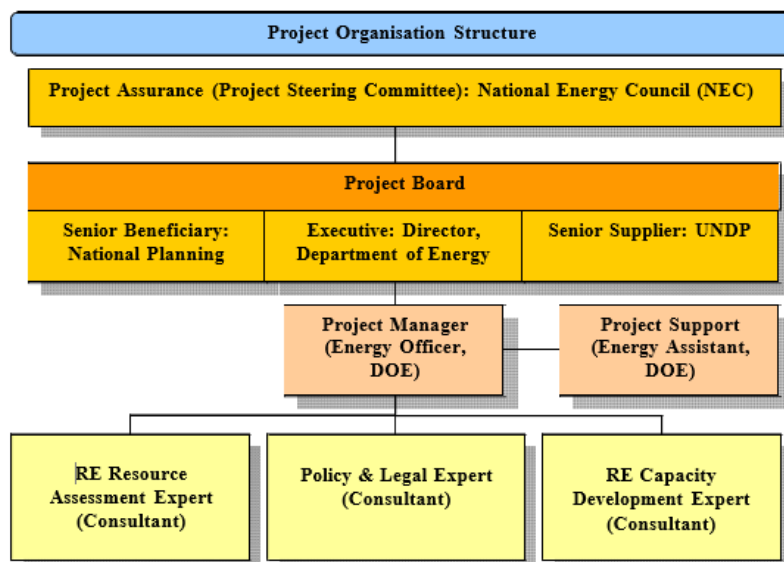 Project Organisation Structure
Project Assurance (Project Steering Committee): National Energy Council (NEC)
Project Board
Senior Beneficiary:
National Planning
Executive: Director,
Department of Energy
Senior Supplier: UNDP
Project Manager
(Energy Officer,
DOE)
Project Support
(Energy Assistant,
DOE)
RE Resource
Assessment Expert
(Consultant)
Policy & Legal Expert
(Consultant)
RE Capacity
Development Expert
(Consultant)